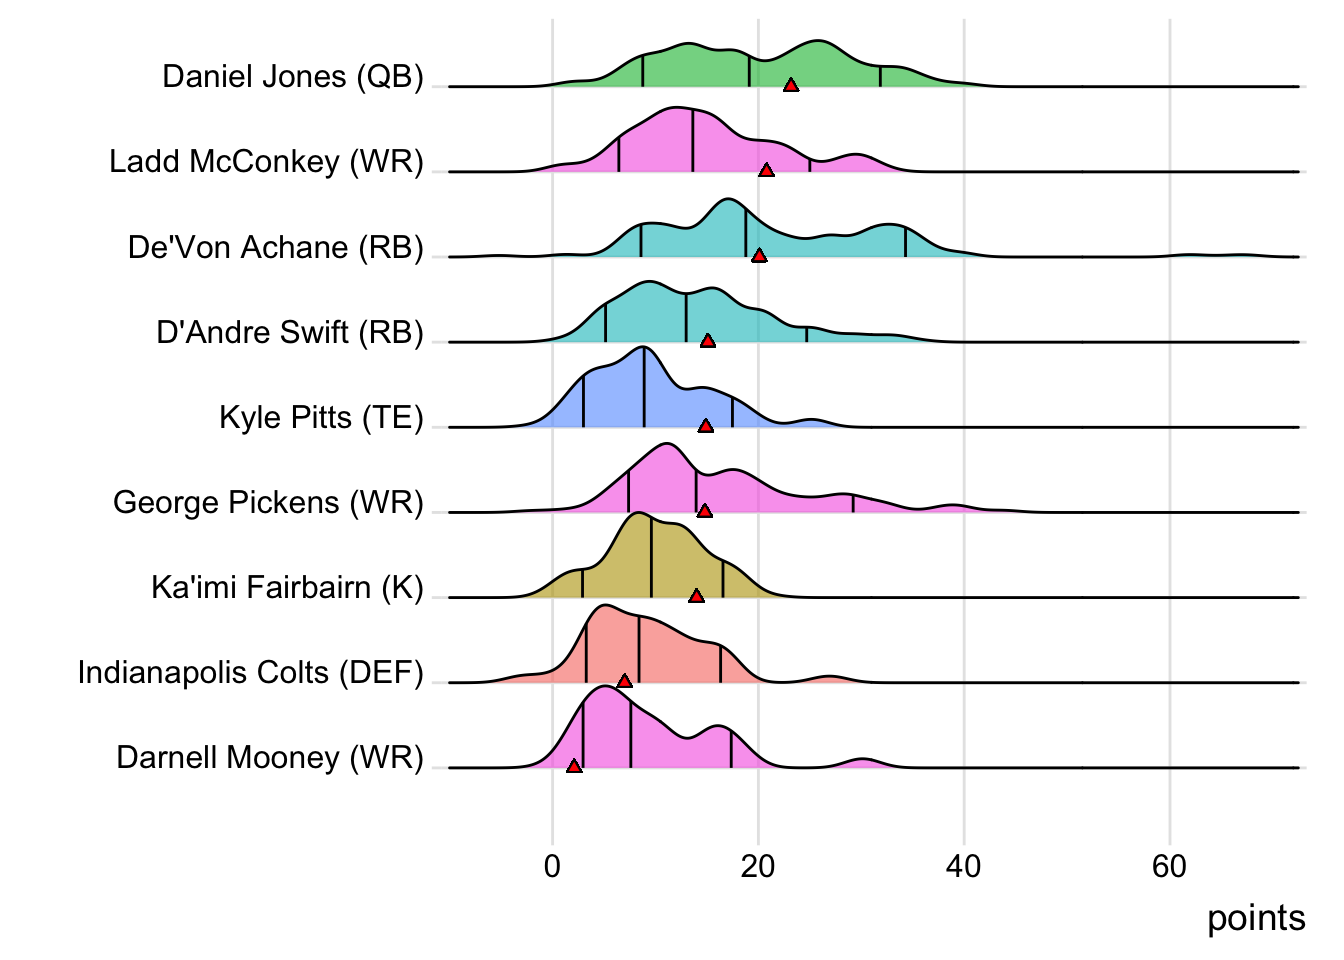 Daniel Jones (QB)
Ladd McConkey (WR)
De'Von Achane (RB)
D'Andre Swift (RB)
Kyle Pitts (TE)
George Pickens (WR)
Ka'imi Fairbairn (K)
Indianapolis Colts (DEF)
Darnell Mooney (WR)
0 20 40 60
points